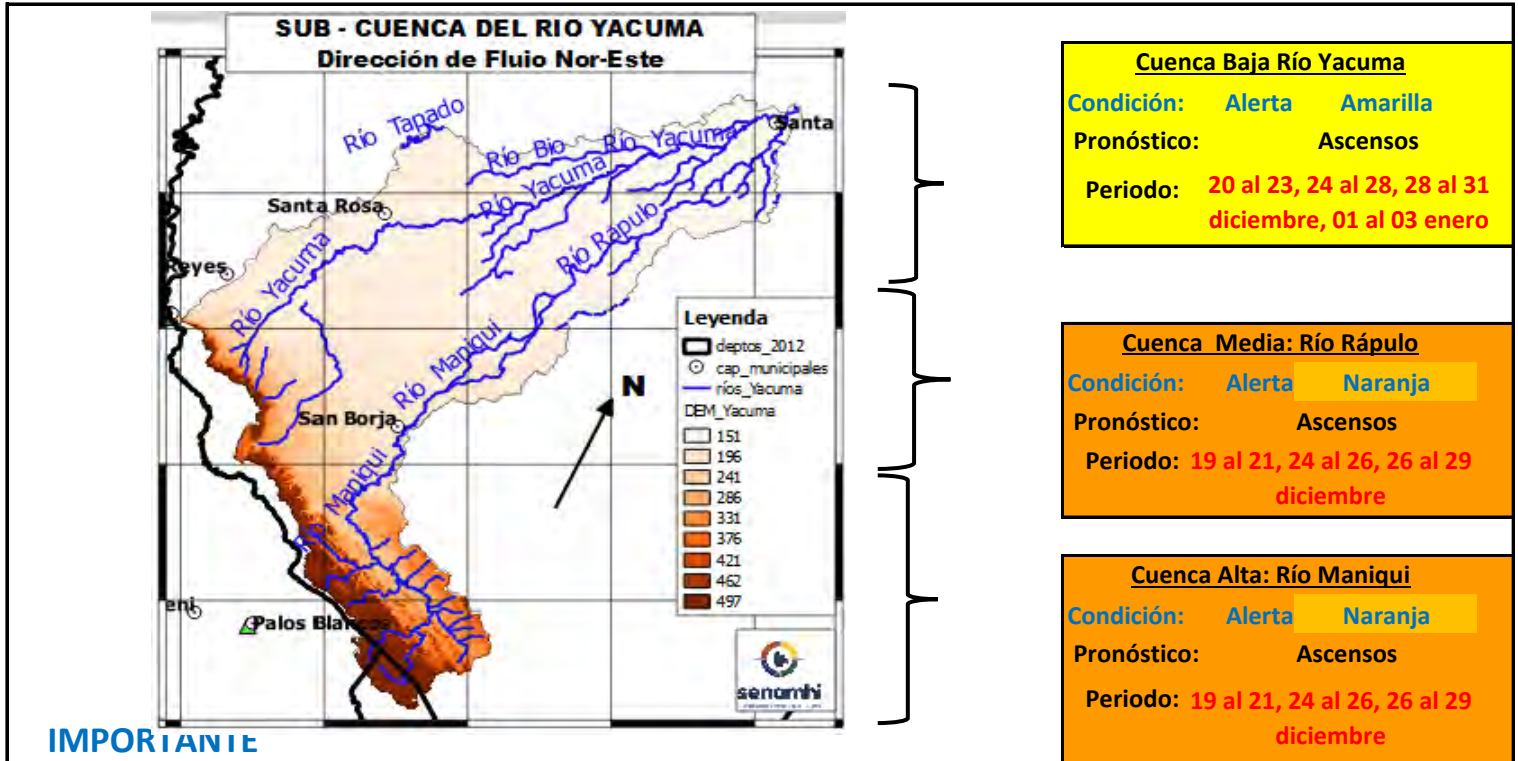 SUB - CUENCA DEL RIO YACUMA
Dirección de Flujo Nor-Este
Río Tapado
Río Bio
Río Yacuma
Santa
Río Yacuma
Santa Rosa
Río Rápulo
Reyes
Río Yacuma
Río Maniqui
San Borja
Río Maniqui
eni
Palos Blancos
N
Leyenda
deptos_2012
cap_municipales
ríos_Yacuma
DEM_Yacuma
151
196
241
286
331
376
421
462
497
senamhi
Cuenca Baja Río Yacuma
Condición: Alerta Amarilla
Pronóstico: Ascensos
Periodo: 20 al 23, 24 al 28, 28 al 31
diciembre, 01 al 03 enero
Cuenca Media: Río Rápulo
Condición: Alerta Naranja
Pronóstico: Ascensos
Periodo: 19 al 21, 24 al 26, 26 al 29
diciembre
Cuenca Alta: Río Maniqui
Condición: Alerta Naranja
Pronóstico: Ascensos
Periodo: 19 al 21, 24 al 26, 26 al 29
diciembre
IMPORTANTE